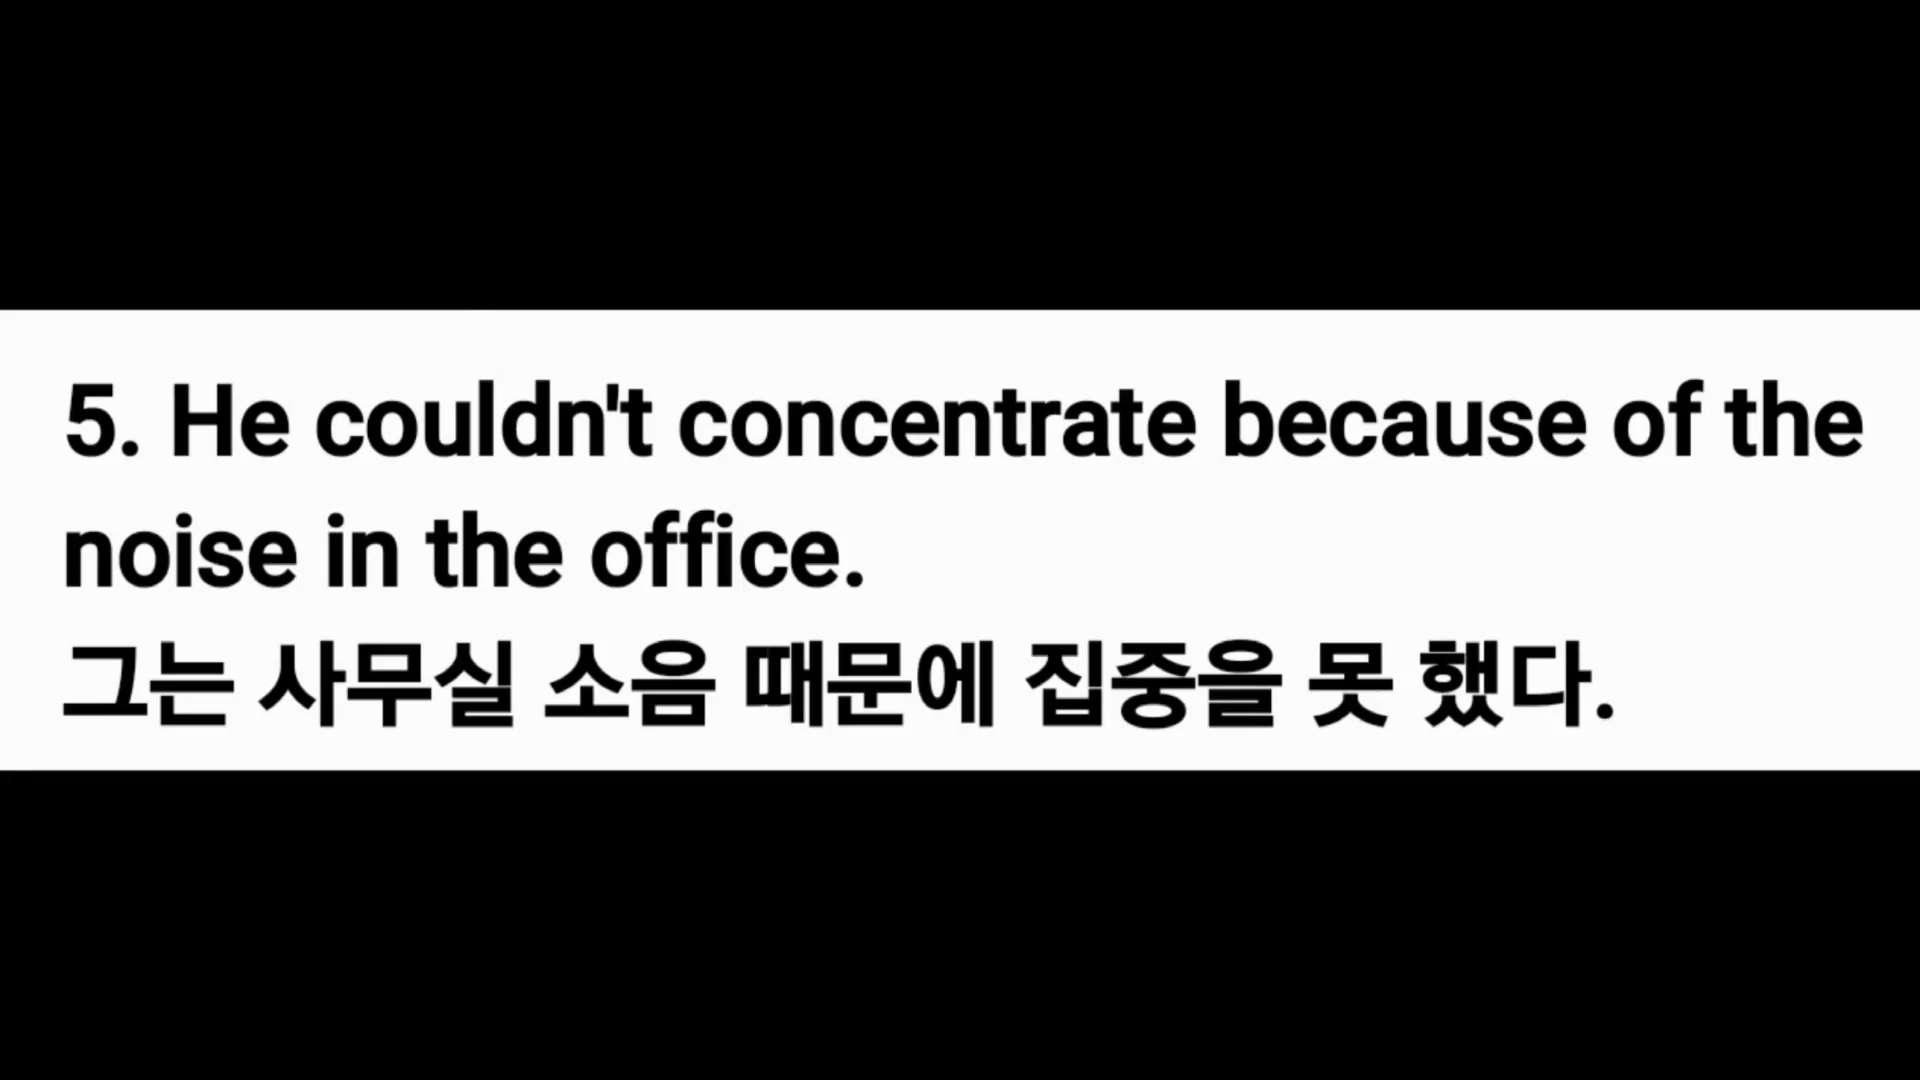 5. He couldn't concentrate because of the
noise in the office.
그는 사무실 소음 때문에 집중을 못 했다.